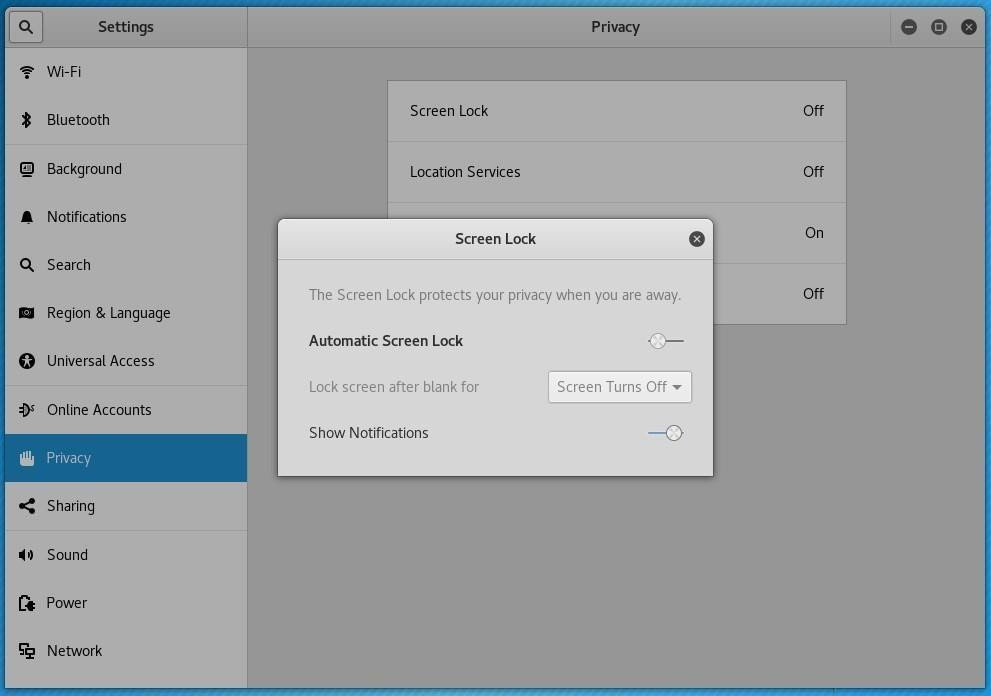 Settings
Privacy
Wi-Fi
Bluetooth
Background
Notifications
Search
Region & Language
Universal Access
Online Accounts
Privacy
Sharing
Sound
Power
Network
Screen Lock Off
Location Services Off
On
Off
Screen Lock
The Screen Lock protects your privacy when you are away.
Automatic Screen Lock
Lock screen after blank for Screen Turns Off
Show Notifications